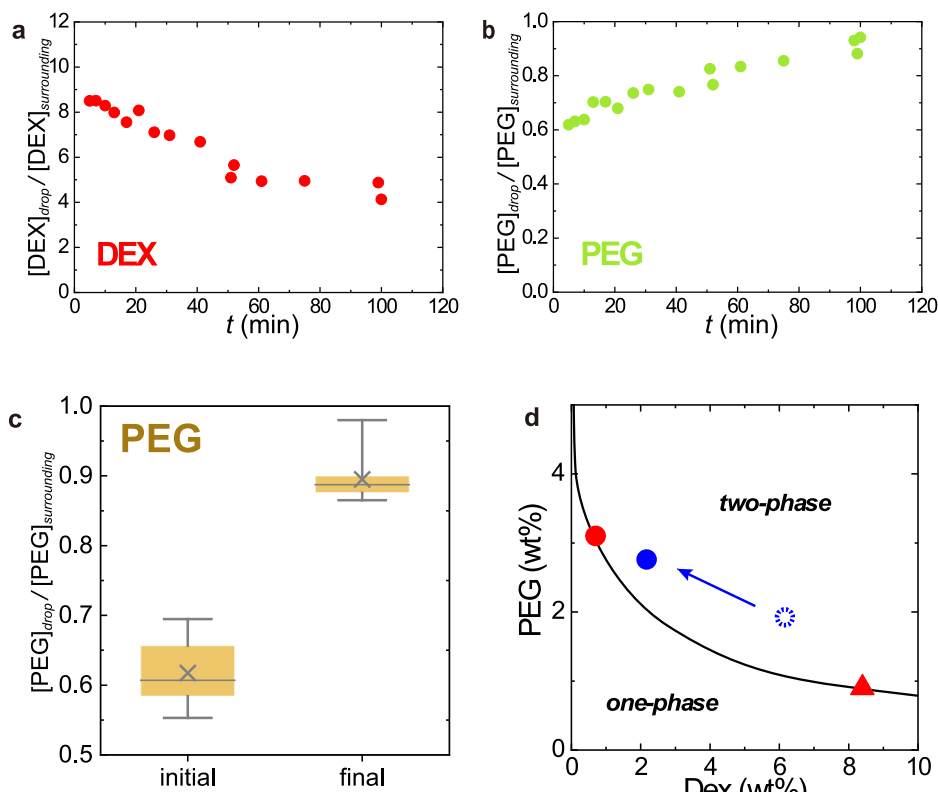 a
12
10
8
6
4
2
0
[DEX]drop / [DEX]surrounding
DEX
0 20 40 60 80 100 120
t (min)
b
1.0
0.8
0.6
0.4
0.2
0.0
[PEG]drop / [PEG]surrounding
PEG
0 20 40 60 80 100 120
t (min)
c
1.0
0.9
0.8
0.7
0.6
0.5
[PEG]drop / [PEG]surrounding
PEG
initial final
d
4
2
0
PEG (wt%)
two-phase
one-phase
0 2 4 6 8 10
Dex (wt%)